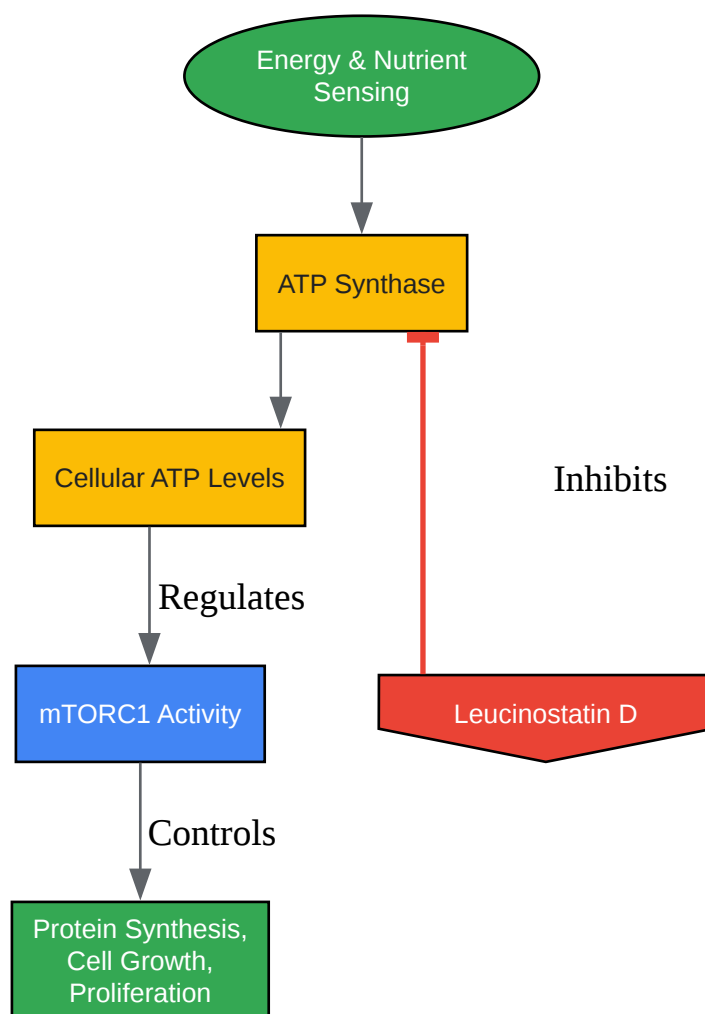 Energy & Nutrient
Sensing
ATP Synthase
Cellular ATP Levels
Inhibits
Regulates
mTORC1 Activity
Leucinostatin D
Controls
Protein Synthesis,
Cell Growth,
Proliferation